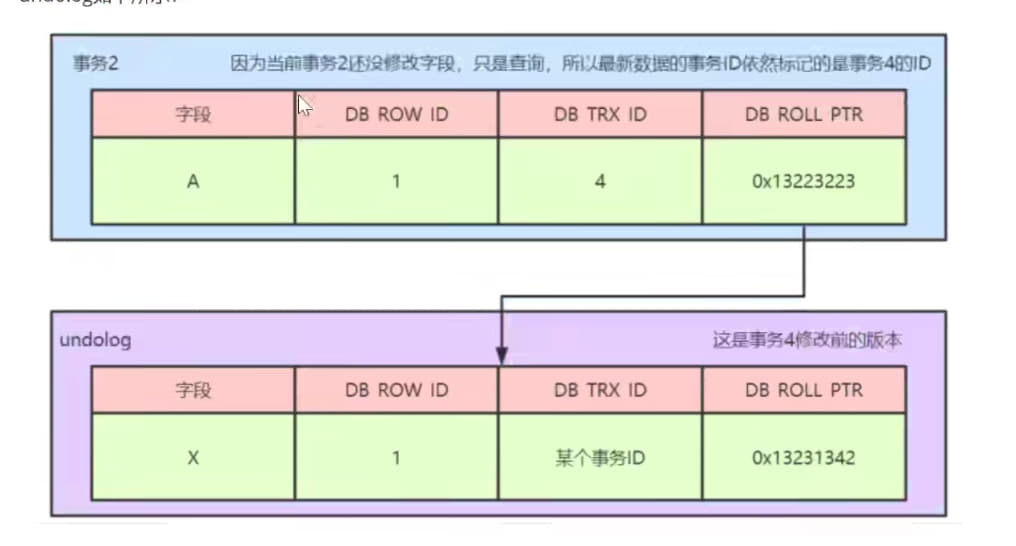 事务2 因为当前事务2还没修改字段，只是查询，所以最新数据的事务ID依然标记的是事务4的ID
字段 DB ROW ID DB TRX ID DB ROLL PTR
A 1 4 0x13223223
undolog 这是事务4修改前的版本
字段 DB ROW ID DB TRX ID DB ROLL PTR
X 1 某个事务ID 0x13231342